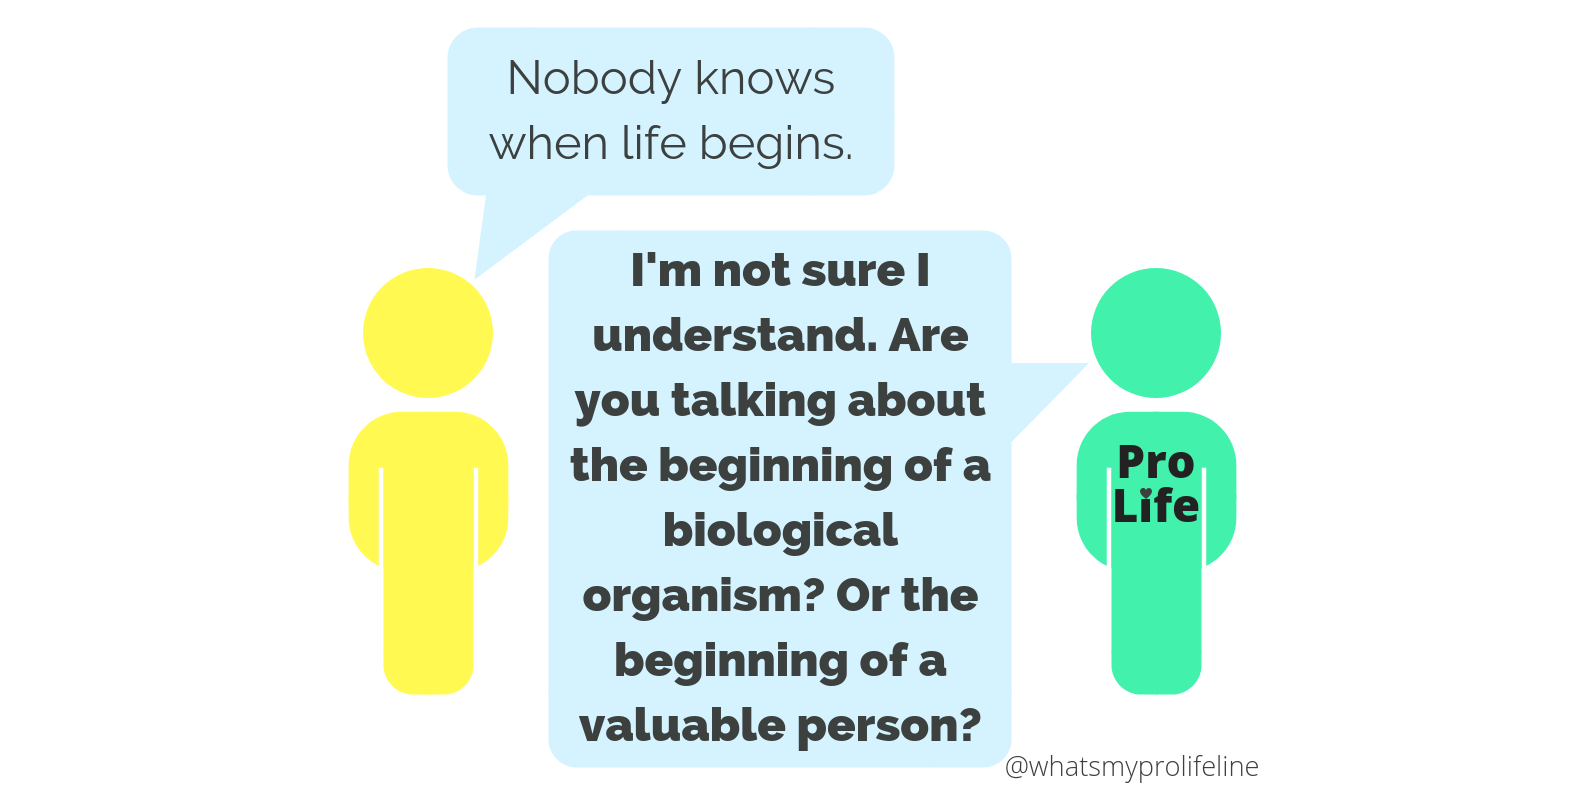 Nobody knows
when life begins.
I'm not sure I
understand. Are
you talking about
the beginning of a
biological
organism? Or the
beginning of a
valuable person?
Pro
Life
@whatsmyprolifeline